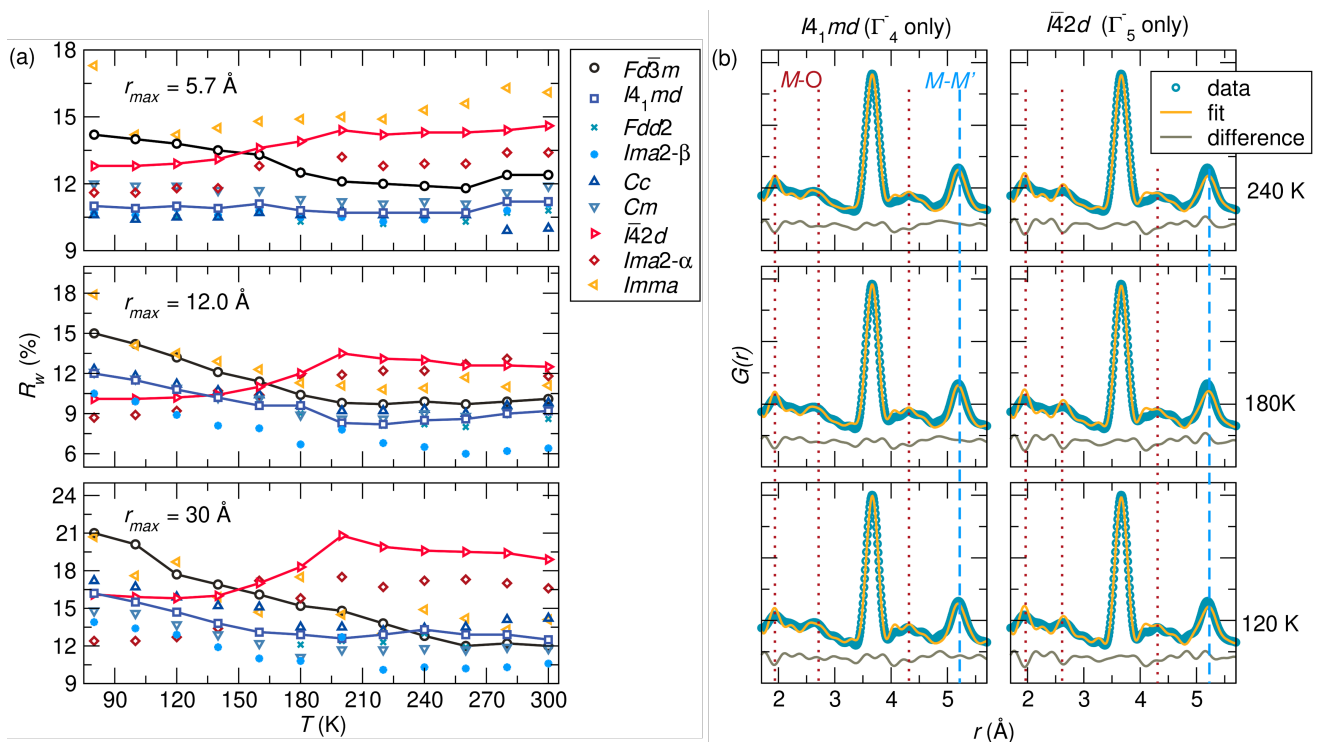 (a)
r_max = 5.7 Å
18
15
12
9
r_max = 12.0 Å
18
15
12
9
6
R_w (%)
r_max = 30 Å
24
21
18
15
12
9
90 120 150 180 210 240 270 300
T (K)
Fd3̅m
I4₁md
Fdd2
Ima2-β
Cc
Cm
I4̅2d
Ima2-α
Imma
(b)
I4₁md (Γ₄⁻ only)
I4̅2d (Γ₅⁻ only)
M-O
M-M’
data
fit
difference
240 K
180K
120 K
G(r)
2 3 4 5
2 3 4 5
r (Å)